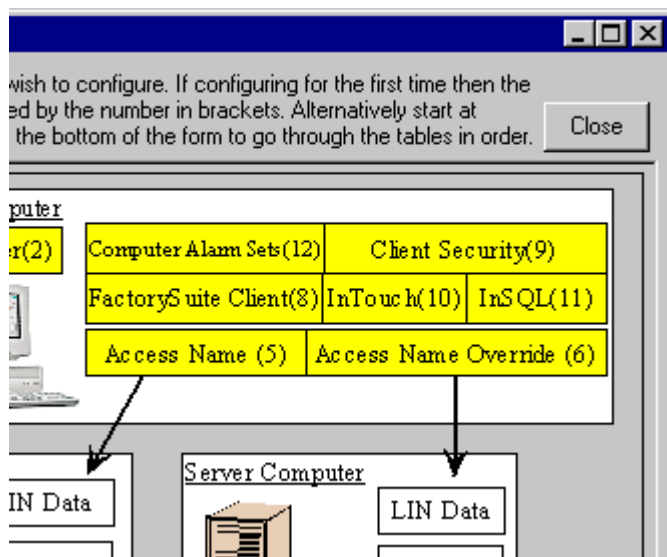 wish to configure. If configuring for the first time then the
ed by the number in brackets. Alternatively start at
the bottom of the form to go through the tables in order.
Close
puter
er(2)
Computer Alarm Sets(12)
Client Security(9)
FactorySuite Client(8)
InTouch(10)
InSQL(11)
Access Name (5)
Access Name Override (6)
IN Data
Server Computer
LIN Data